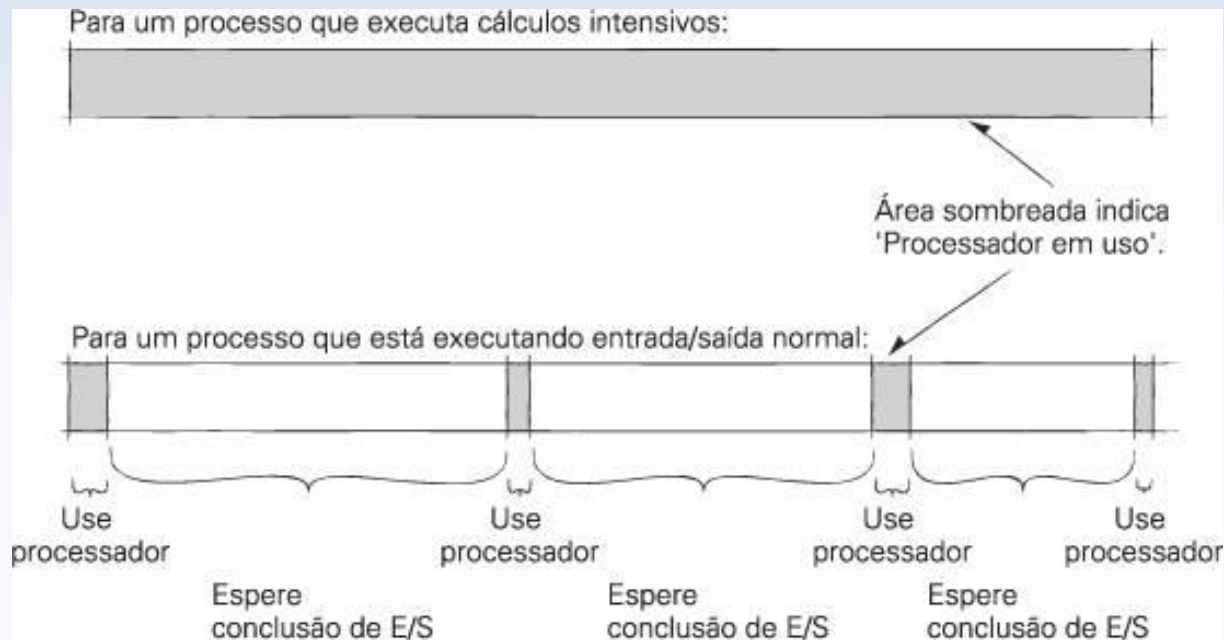 Para um processo que executa cálculos intensivos:
Área sombreada indica
'Processador em uso'.
Para um processo que está executando entrada/saída normal:
Use
processador
Use
processador
Use
processador
Use
processador
Espere
conclusão de E/S
Espere
conclusão de E/S
Espere
conclusão de E/S